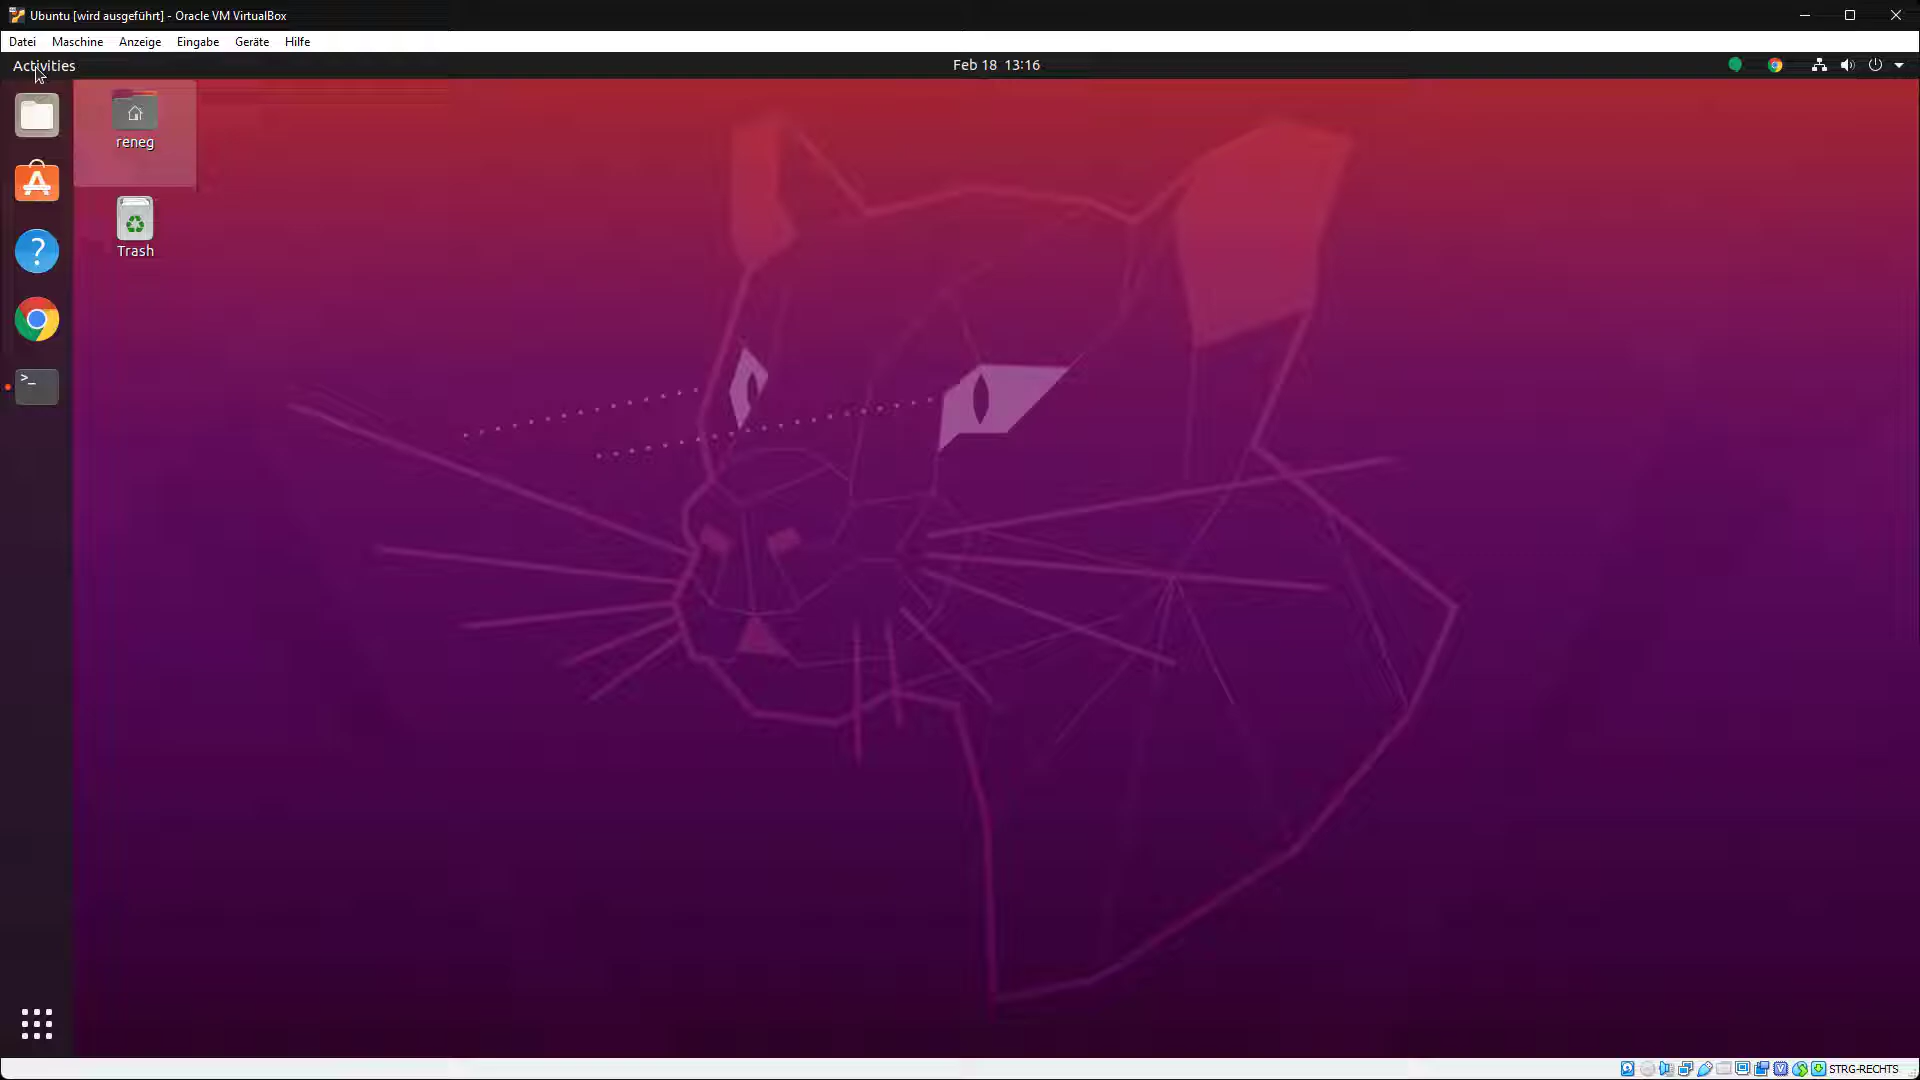 Ubuntu [wird ausgeführt] - Oracle VM VirtualBox
Datei Maschine Anzeige Eingabe Geräte Hilfe
Activities Feb 18 13:16
reneg
Trash
STRG-RECHTS